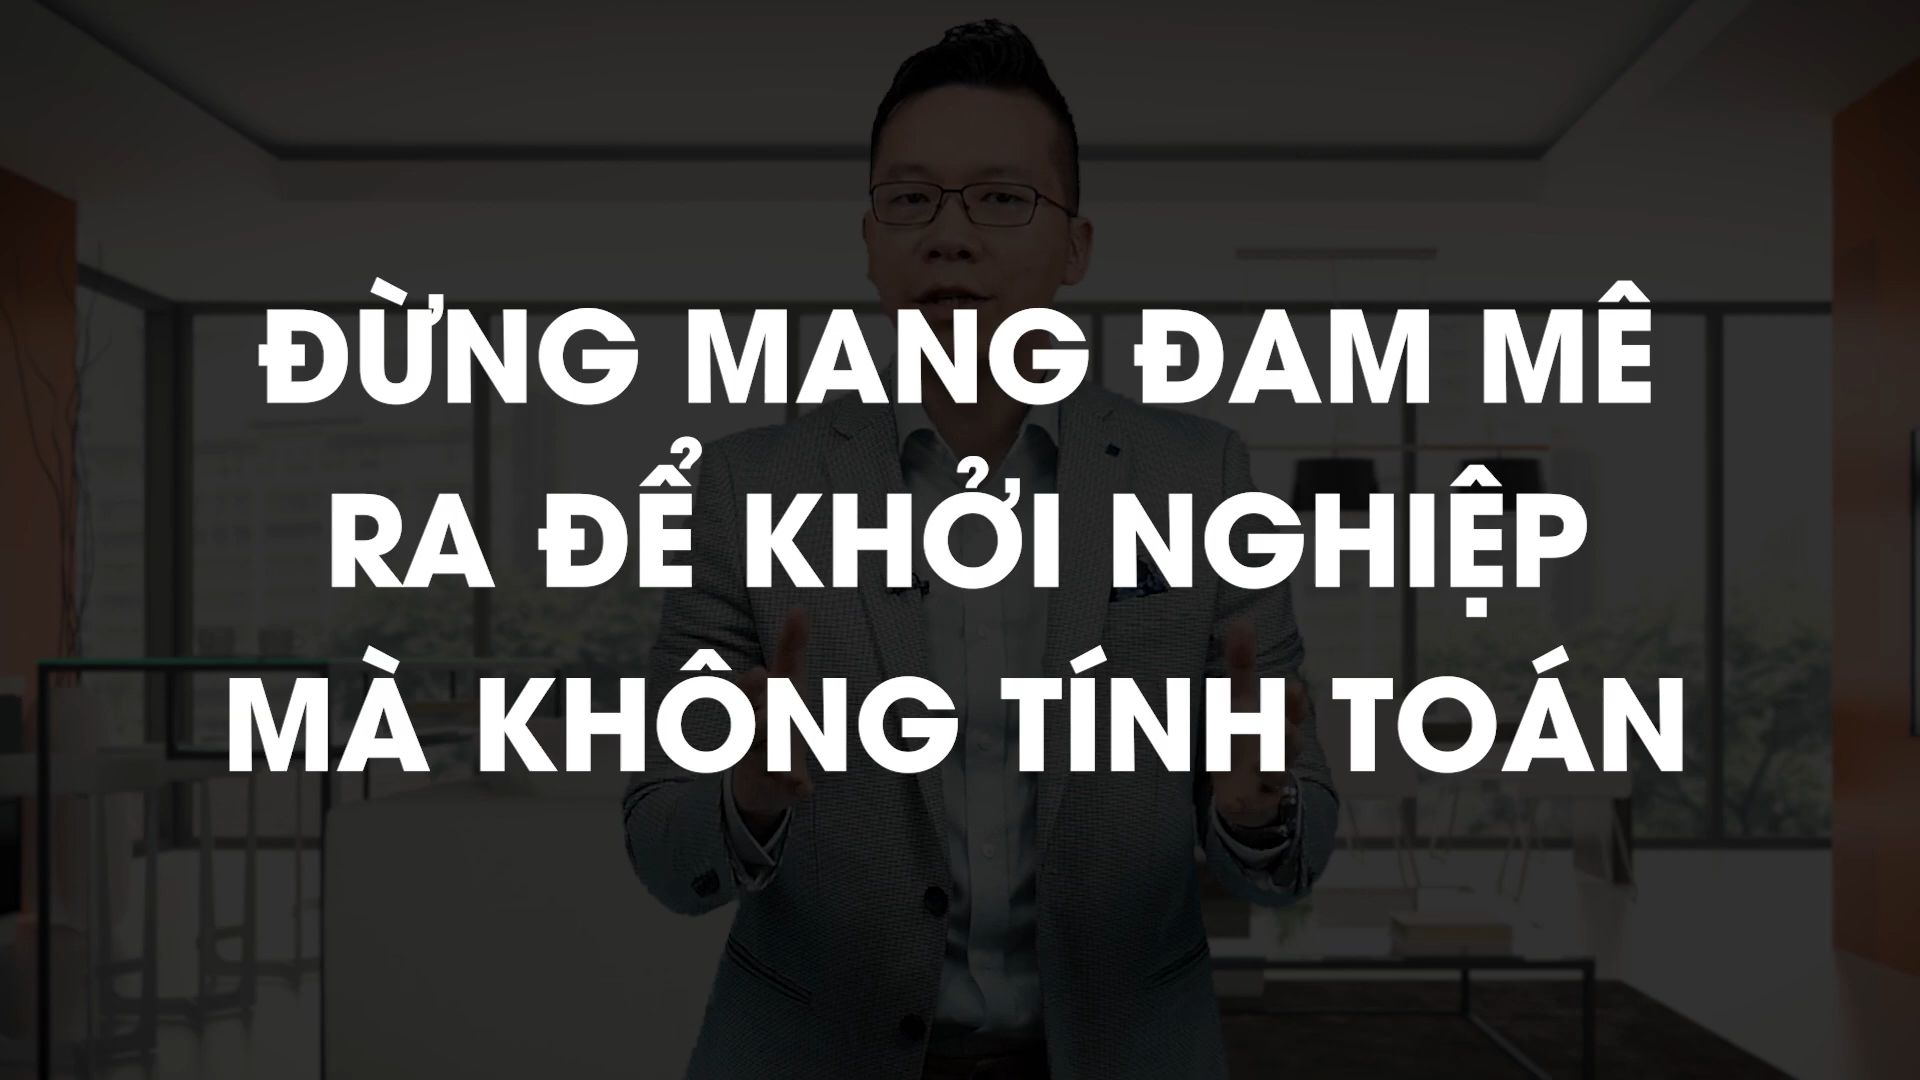 ĐỪNG MANG ĐAM MÊ
RA ĐỂ KHỞI NGHIỆP
MÀ KHÔNG TÍNH TOÁN